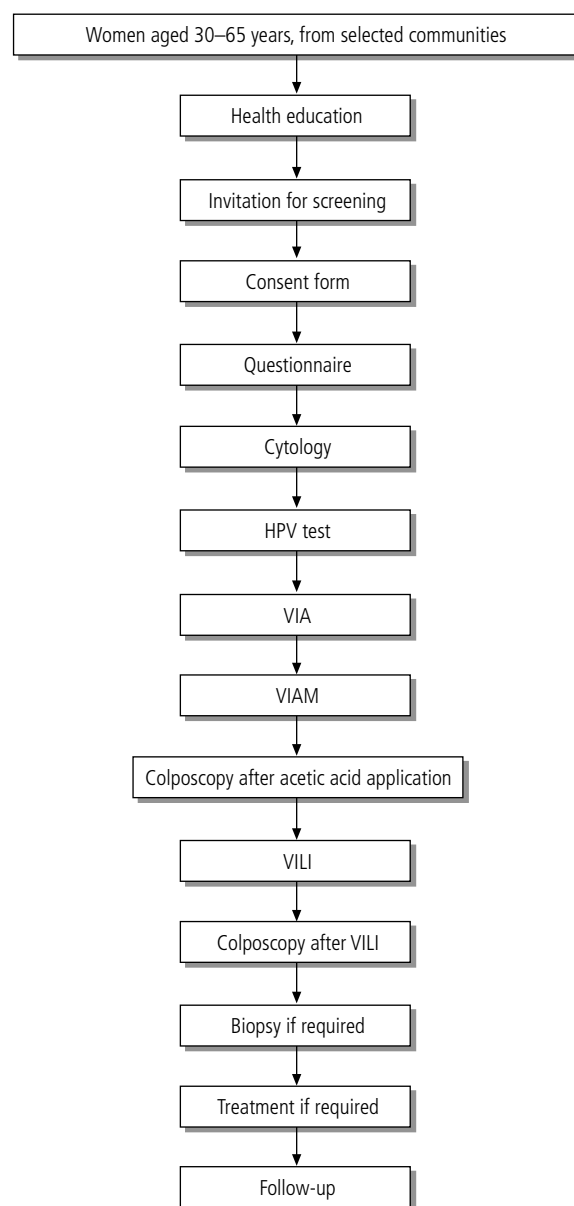 Women aged 30–65 years, from selected communities
Health education
Invitation for screening
Consent form
Questionnaire
Cytology
HPV test
VIA
VIAM
Colposcopy after acetic acid application
VILI
Colposcopy after VILI
Biopsy if required
Treatment if required
Follow-up